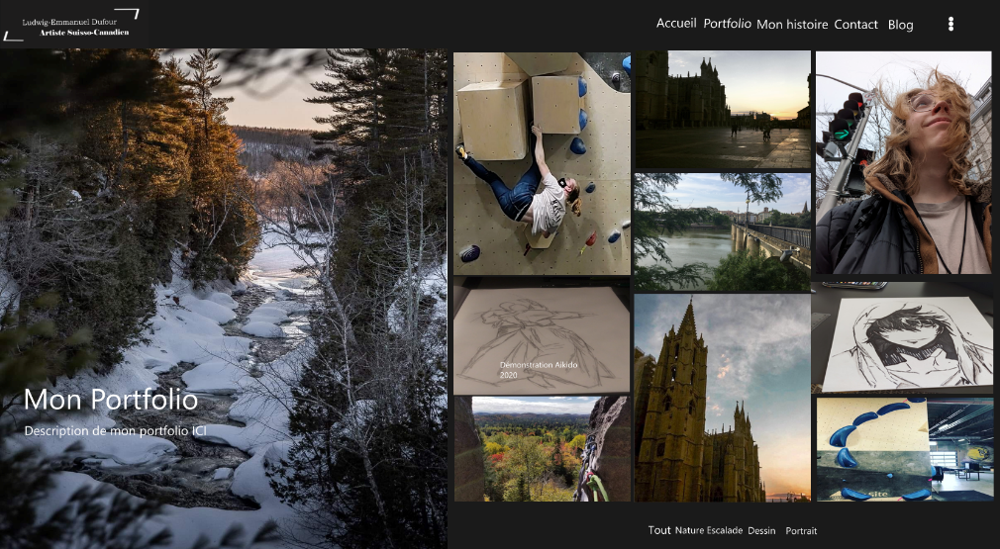 Ludwig-Emmanuel Dufour
Artiste Suisso-Canadien
Accueil Portfolio Mon histoire Contact Blog
Mon Portfolio
Description de mon portfolio ICI
Démonstration Aikido
2020
site
Tout Nature Escalade Dessin Portrait